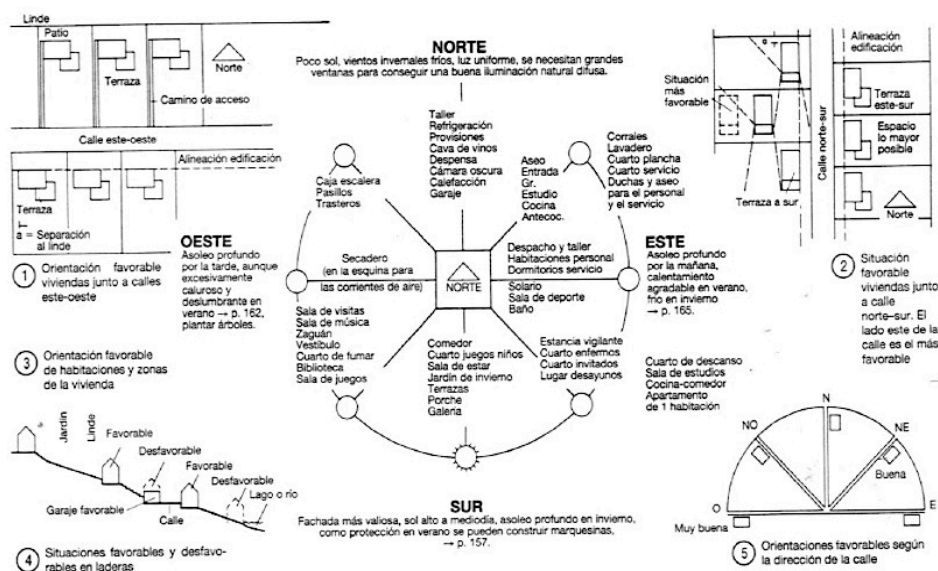 Linde
Patio
Terraza
Norte
Camino de acceso
Calle este-oeste
Alineación edificación
Terraza
a = Separación
al linde
1 Orientación favorable
viviendas junto a calles
este-oeste
NORTE
Poco sol, vientos invernales fríos, luz uniforme, se necesitan grandes
ventanas para conseguir una buena iluminación natural difusa.
Taller
Refrigeración
Provisiones
Cava de vinos
Despensa
Cámara oscura
Calefacción
Garaje
Aseo
Entrada
Gr.
Estudio
Cocina
Antecoc.
Corrales
Lavadero
Cuarto plancha
Cuarto servicio
Duchas y aseo
para el personal
y el servicio
Caja escalera
Pasillos
Trasteros
OESTE
Asoleo profundo
por la tarde, aunque
excesivamente
caluroso y
deslumbrante en
verano → p. 162,
plantar árboles.
Secadero
(en la esquina para
las corrientes de aire)
NORTE
Despacho y taller
Habitaciones personal
Dormitorios servicio
Solario
Sala de deporte
Baño
ESTE
Asoleo profundo
por la mañana,
calentamiento
agradable en verano,
frío en invierno
→ p. 165.
Sala de visitas
Sala de música
Zaguán
Vestíbulo
Cuarto de fumar
Biblioteca
Sala de juegos
Comedor
Cuarto juegos niños
Sala de estar
Jardín de invierno
Terrazas
Porche
Galería
Estancia vigilante
Cuarto enfermos
Cuarto invitados
Lugar desayunos
Cuarto de descanso
Sala de estudios
Cocina-comedor
Apartamento
de 1 habitación
SUR
Fachada más valiosa, sol alto a mediodía, asoleo profundo en invierno,
como protección en verano se pueden construir marquesinas,
→ p. 157.
3 Orientación favorable
de habitaciones y zonas
de la vivienda
Situación
más
favorable
Terraza a sur
Calle norte-sur
Alineación
edificación
Terraza
este-sur
Espacio
lo mayor
posible
Norte
2 Situación
favorable
viviendas junto
a calle
norte-sur. El
lado este de la
calle es el más
favorable
Jardín
Linde
Favorable
Desfavorable
Favorable
Desfavorable
Lago o río
Garaje favorable
Calle
4 Situaciones favorables y desfavo-
rables en laderas
N
NO
NE
Buena
O
E
Muy buena
5 Orientaciones favorables según
la dirección de la calle